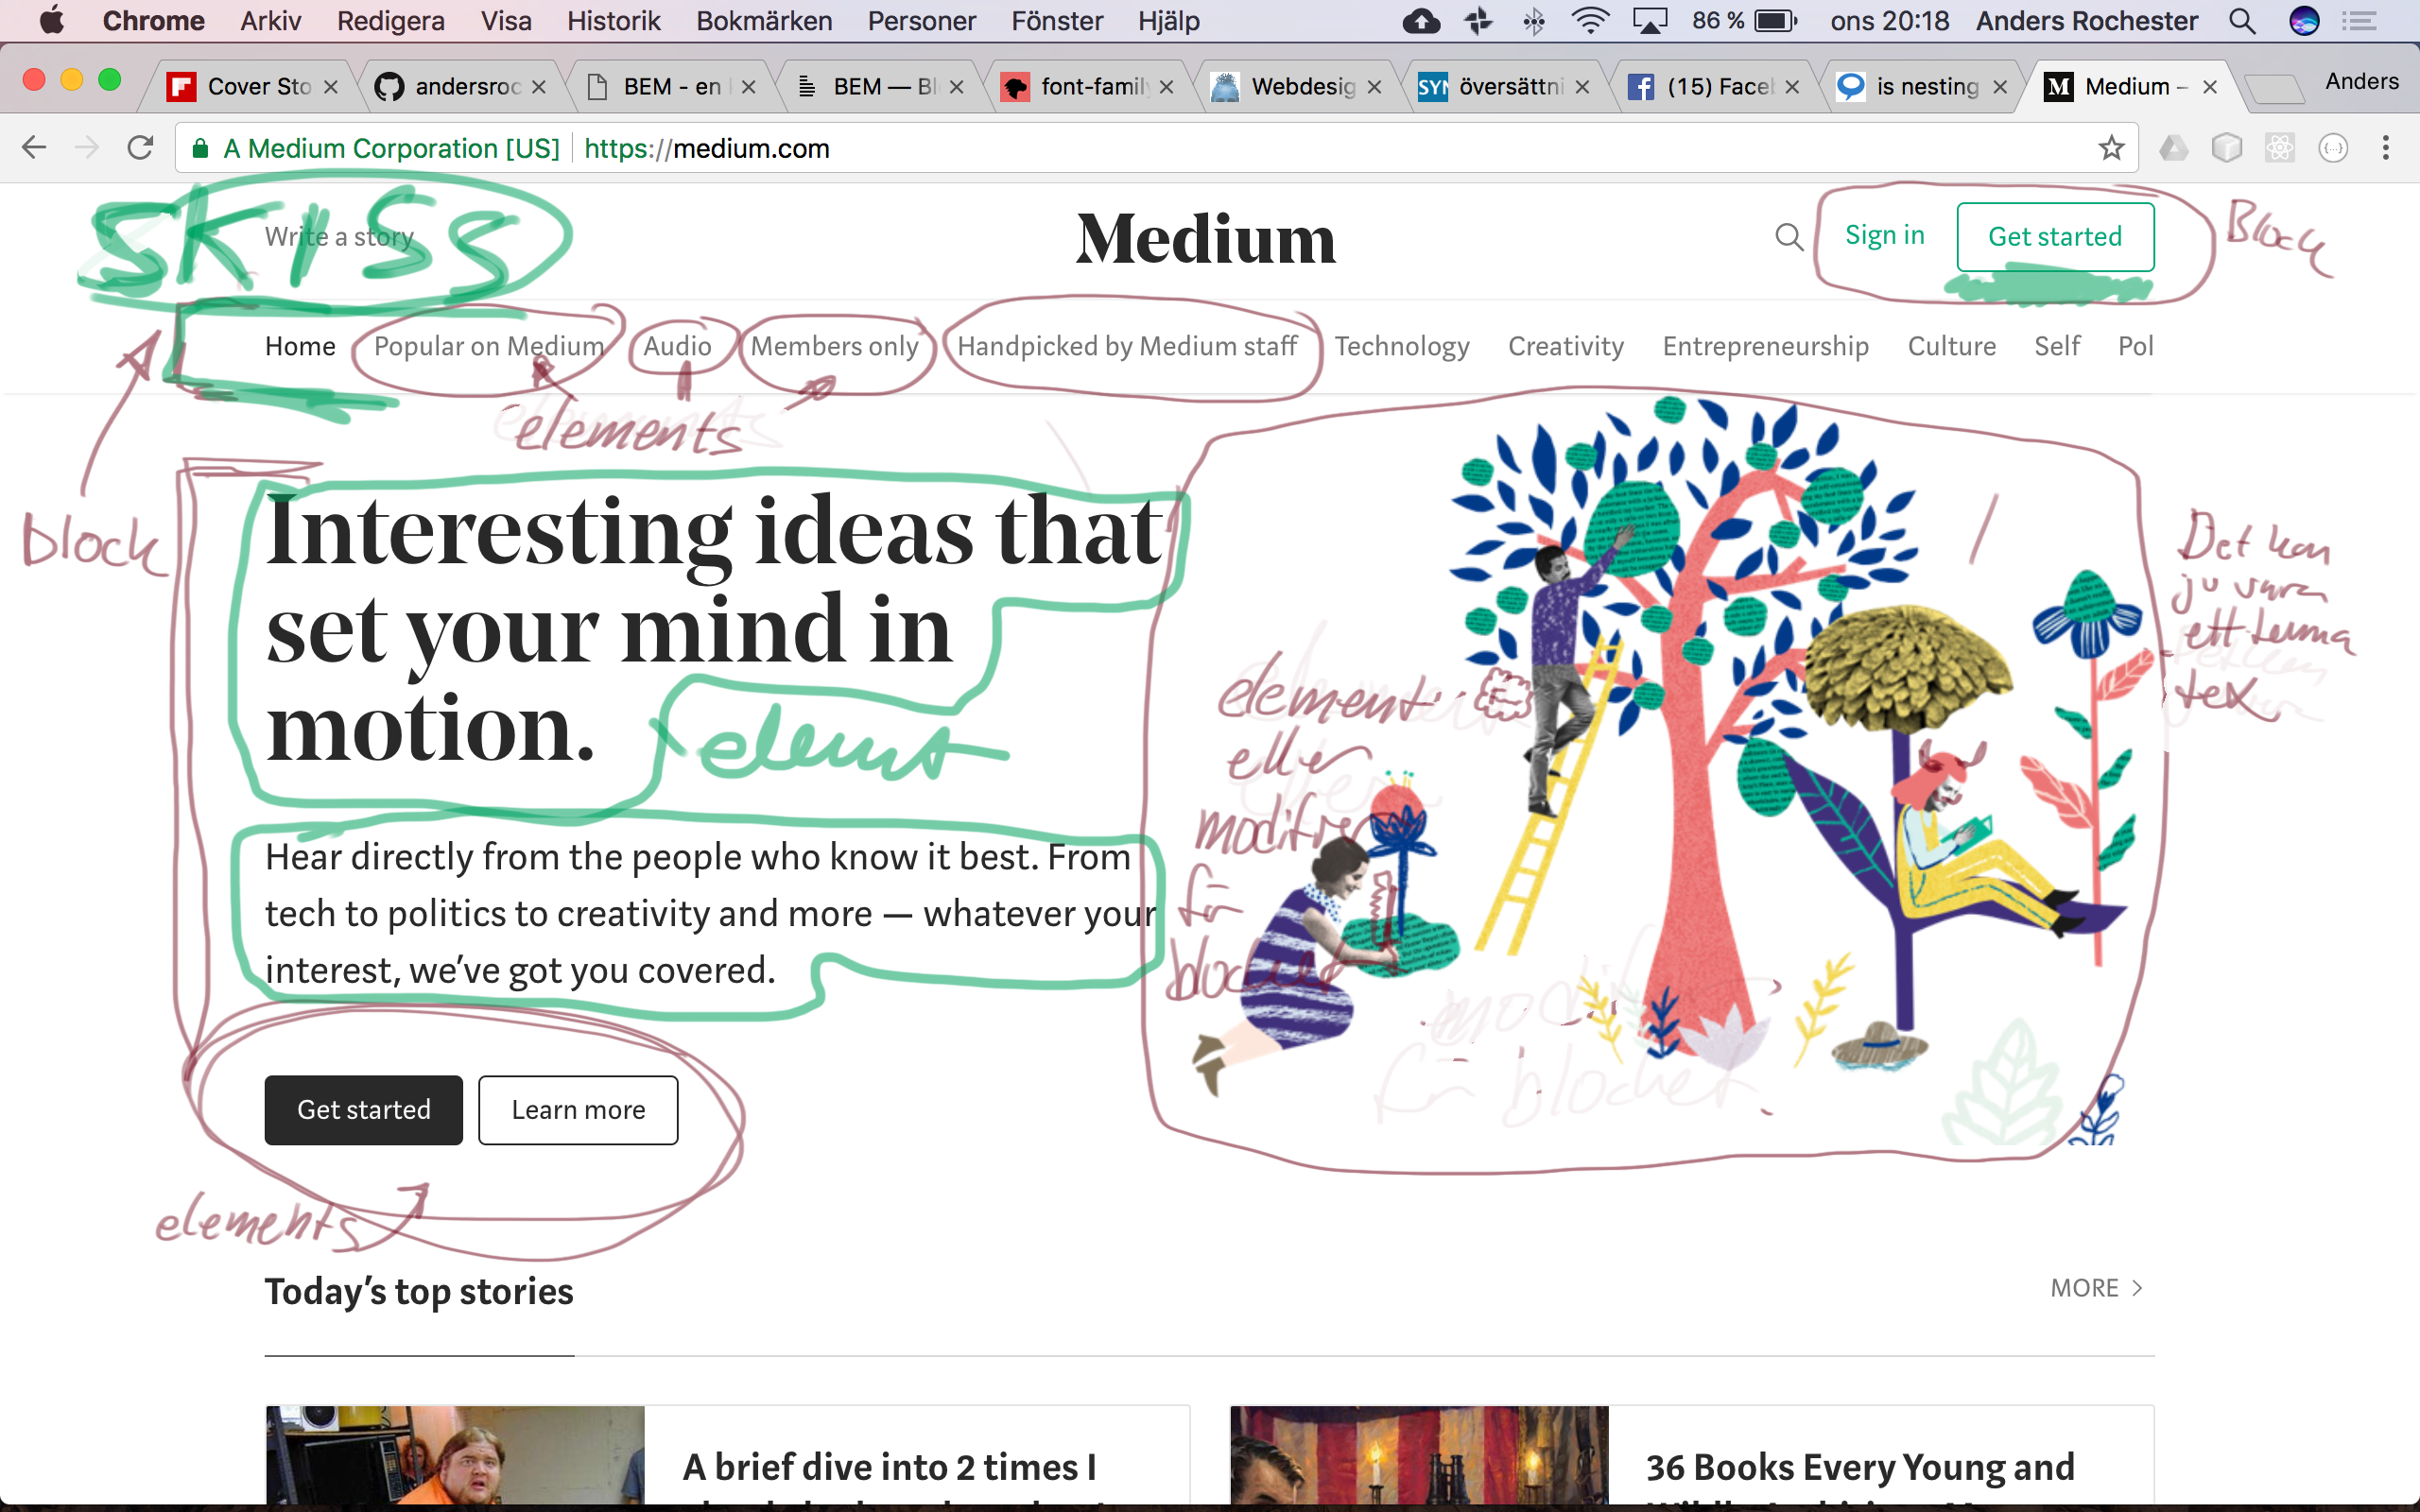 Chrome Arkiv Redigera Visa Historik Bokmärken Personer Fönster Hjälp 86 % ons 20:18 Anders Rochester
Cover Sto andersroc BEM - en BEM — Bl font-famil Webdesig SYN översättni (15) Face is nesting M Medium – Anders
A Medium Corporation [US] https://medium.com
SKISS
Write a story Medium Sign in Get started Block
Home Popular on Medium Audio Members only Handpicked by Medium staff Technology Creativity Entrepreneurship Culture Self Pol
elements
block
Interesting ideas that
set your mind in
motion.
element
Hear directly from the people who know it best. From
tech to politics to creativity and more — whatever your
interest, we’ve got you covered.
element
eller
modifier
för
blocket
Det kan
ju vara
ett
modifier
för blocket
Get started Learn more
elements
Today’s top stories MORE
A brief dive into 2 times I
36 Books Every Young and